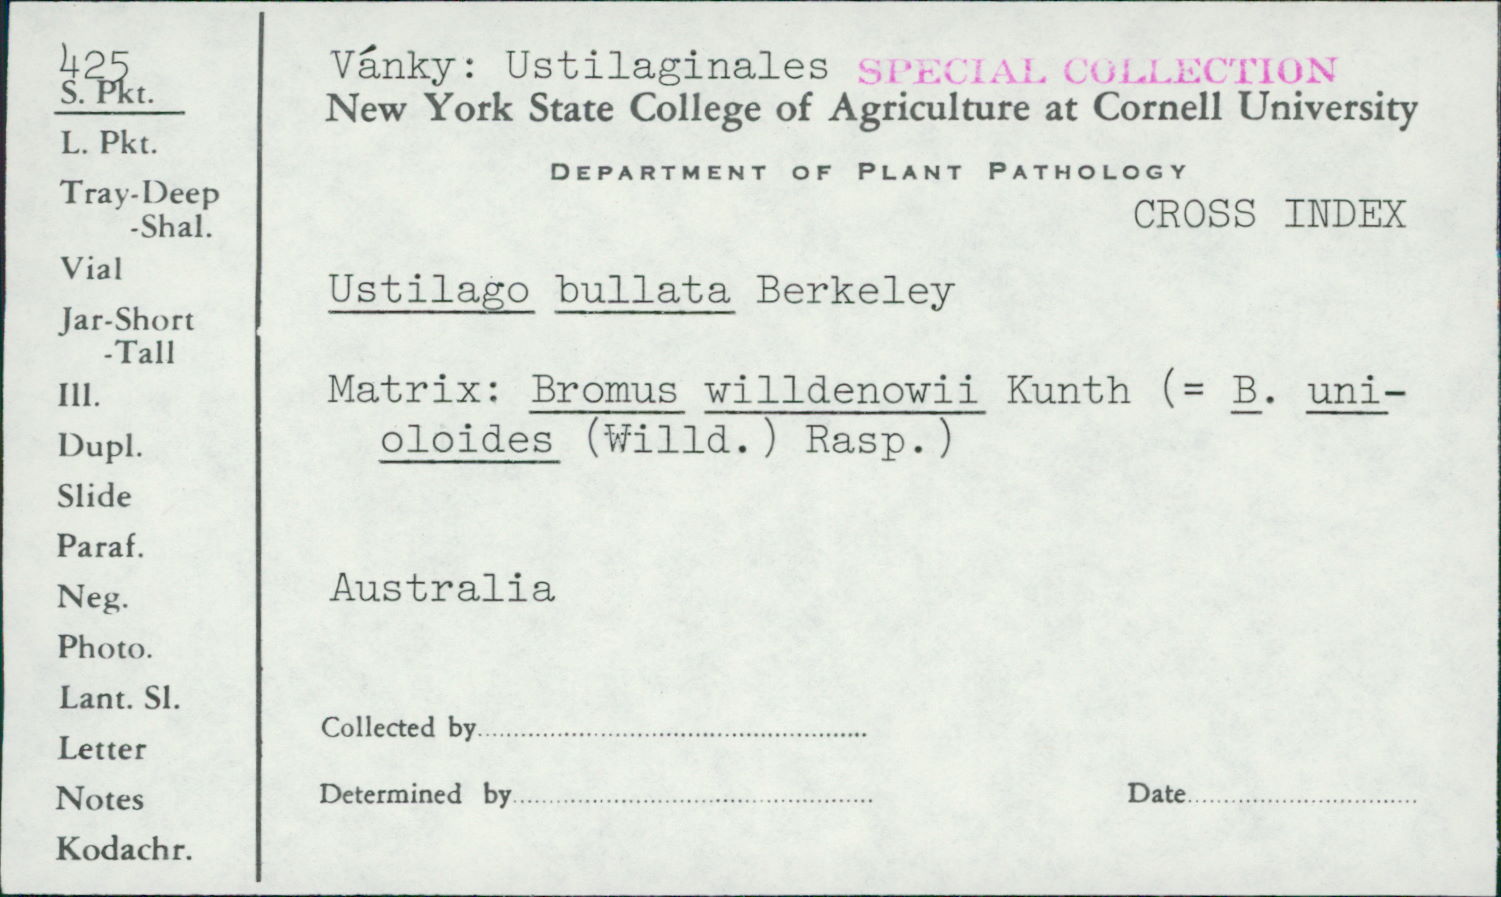 425
S. Pkt.
L. Pkt.
Tray-Deep
-Shal.
Vial
Jar-Short
-Tall
Ill.
Dupl.
Slide
Paraf.
Neg.
Photo.
Lant. Sl.
Letter
Notes
Kodachr.
Vánky: Ustilaginales SPECIAL COLLECTION
New York State College of Agriculture at Cornell University
DEPARTMENT OF PLANT PATHOLOGY
CROSS INDEX
Ustilago bullata Berkeley
Matrix: Bromus willdenowii Kunth (= B. uni-
oloides (Willd.) Rasp.)
Australia
Collected by
Determined by
Date